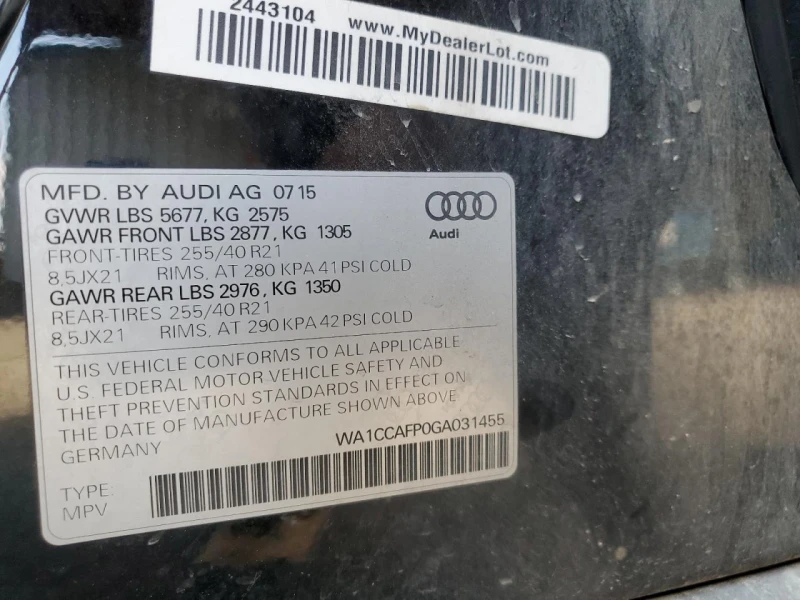 2443104 www.MyDealerLot.com
MFD. BY AUDI AG 0715
GVWR LBS 5677, KG 2575
GAWR FRONT LBS 2877, KG 1305
FRONT-TIRES 255/40 R21
8,5JX21 RIMS, AT 280 KPA 41 PSI COLD
GAWR REAR LBS 2976, KG 1350
REAR-TIRES 255/40 R21
8,5JX21 RIMS, AT 290 KPA 42 PSI COLD
Audi
THIS VEHICLE CONFORMS TO ALL APPLICABLE
U.S. FEDERAL MOTOR VEHICLE SAFETY AND
THEFT PREVENTION STANDARDS IN EFFECT ON
THE DATE OF MANUFACTURE SHOWN ABOVE
GERMANY WA1CCAFP0GA031455
TYPE:
MPV